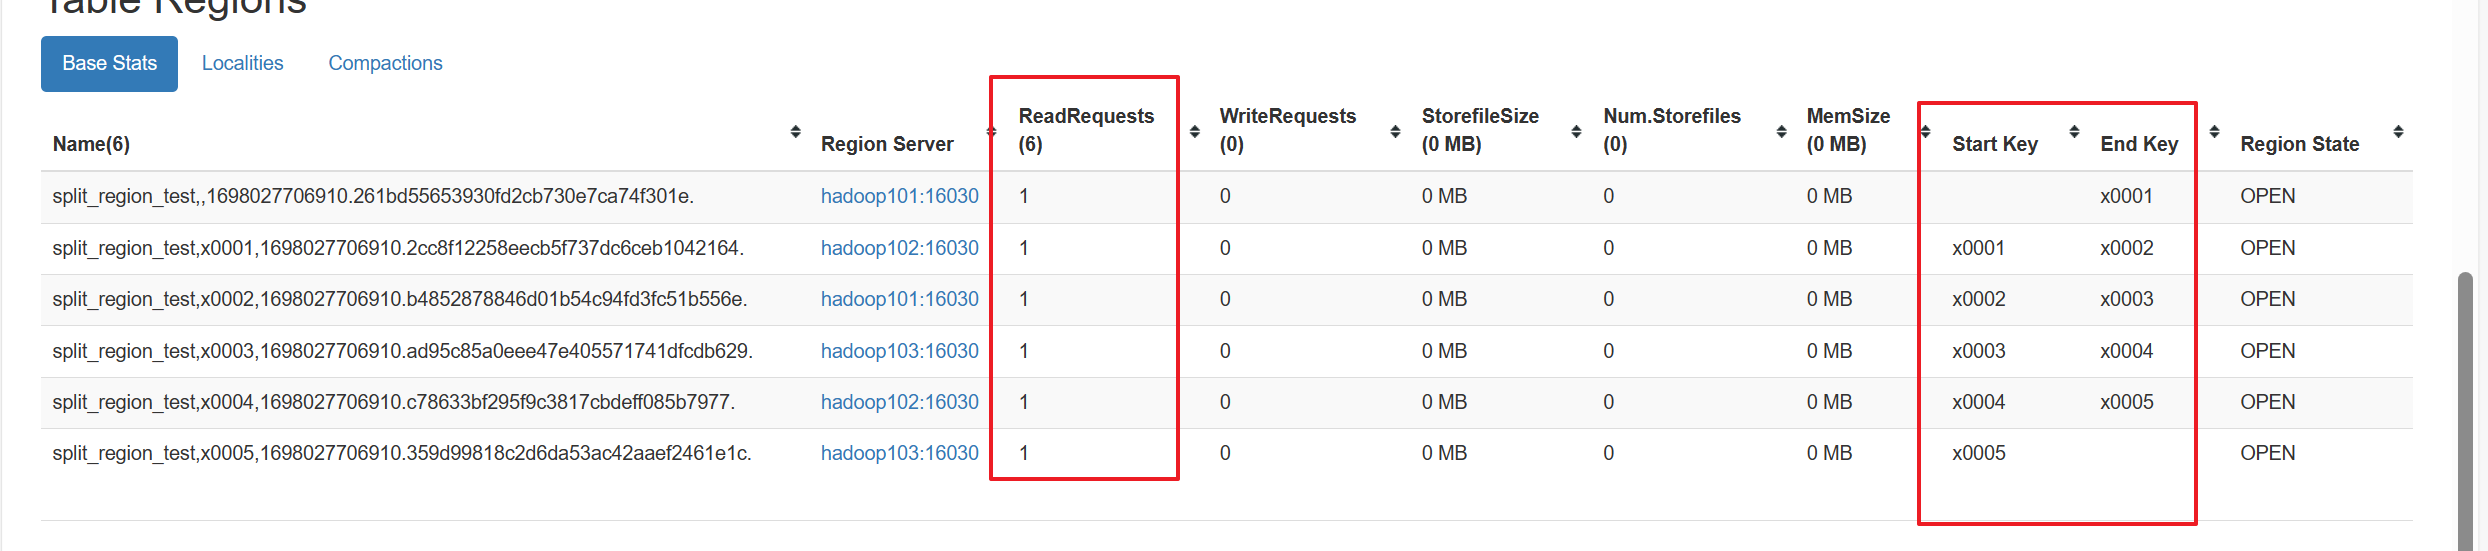 Table Regions
Base Stats Localities Compactions
Name(6) Region Server ReadRequests (6) WriteRequests (0) StorefileSize (0 MB) Num.Storefiles (0) MemSize (0 MB) Start Key End Key Region State
split_region_test,,1698027706910.261bd55653930fd2cb730e7ca74f301e. hadoop101:16030 1 0 0 MB 0 0 MB x0001 OPEN
split_region_test,x0001,1698027706910.2cc8f12258eecb5f737dc6ceb1042164. hadoop102:16030 1 0 0 MB 0 0 MB x0001 x0002 OPEN
split_region_test,x0002,1698027706910.b4852878846d01b54c94fd3fc51b556e. hadoop101:16030 1 0 0 MB 0 0 MB x0002 x0003 OPEN
split_region_test,x0003,1698027706910.ad95c85a0eee47e405571741dfcdb629. hadoop103:16030 1 0 0 MB 0 0 MB x0003 x0004 OPEN
split_region_test,x0004,1698027706910.c78633bf295f9c3817cbdeff085b7977. hadoop102:16030 1 0 0 MB 0 0 MB x0004 x0005 OPEN
split_region_test,x0005,1698027706910.359d99818c2d6da53ac42aaef2461e1c. hadoop103:16030 1 0 0 MB 0 0 MB x0005 OPEN